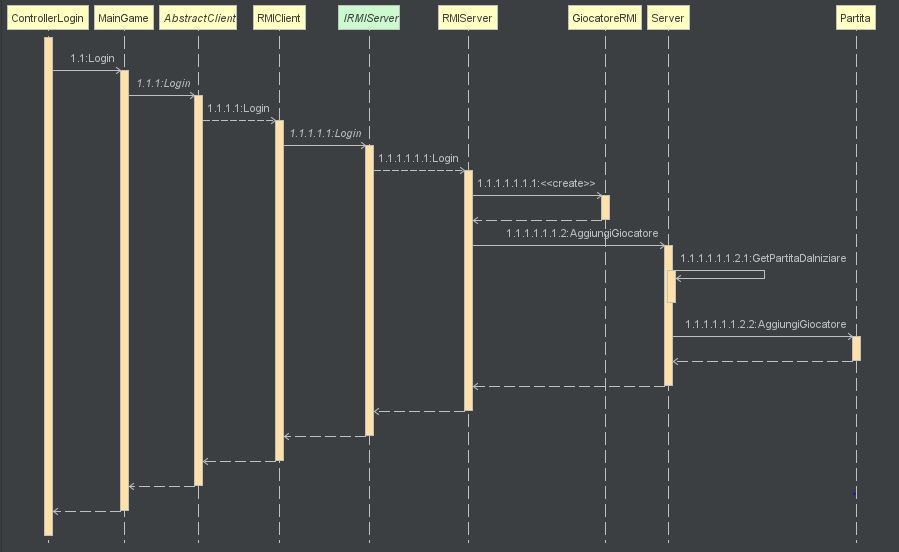 ControllerLogin
MainGame
AbstractClient
RMIClient
IRMIServer
RMIServer
GiocatoreRMI
Server
Partita
1.1:Login
1.1.1:Login
1.1.1.1:Login
1.1.1.1.1:Login
1.1.1.1.1.1:Login
1.1.1.1.1.1.1:<<create>>
1.1.1.1.1.1.2:AggiungiGiocatore
1.1.1.1.1.1.2.1:GetPartitaDaIniziare
1.1.1.1.1.1.2.2:AggiungiGiocatore